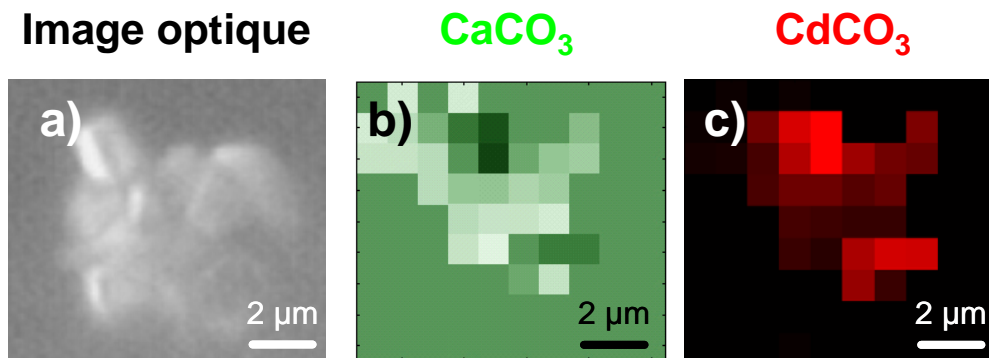 Image optique
CaCO₃
CdCO₃
a)
b)
c)
2 µm
2 µm
2 µm